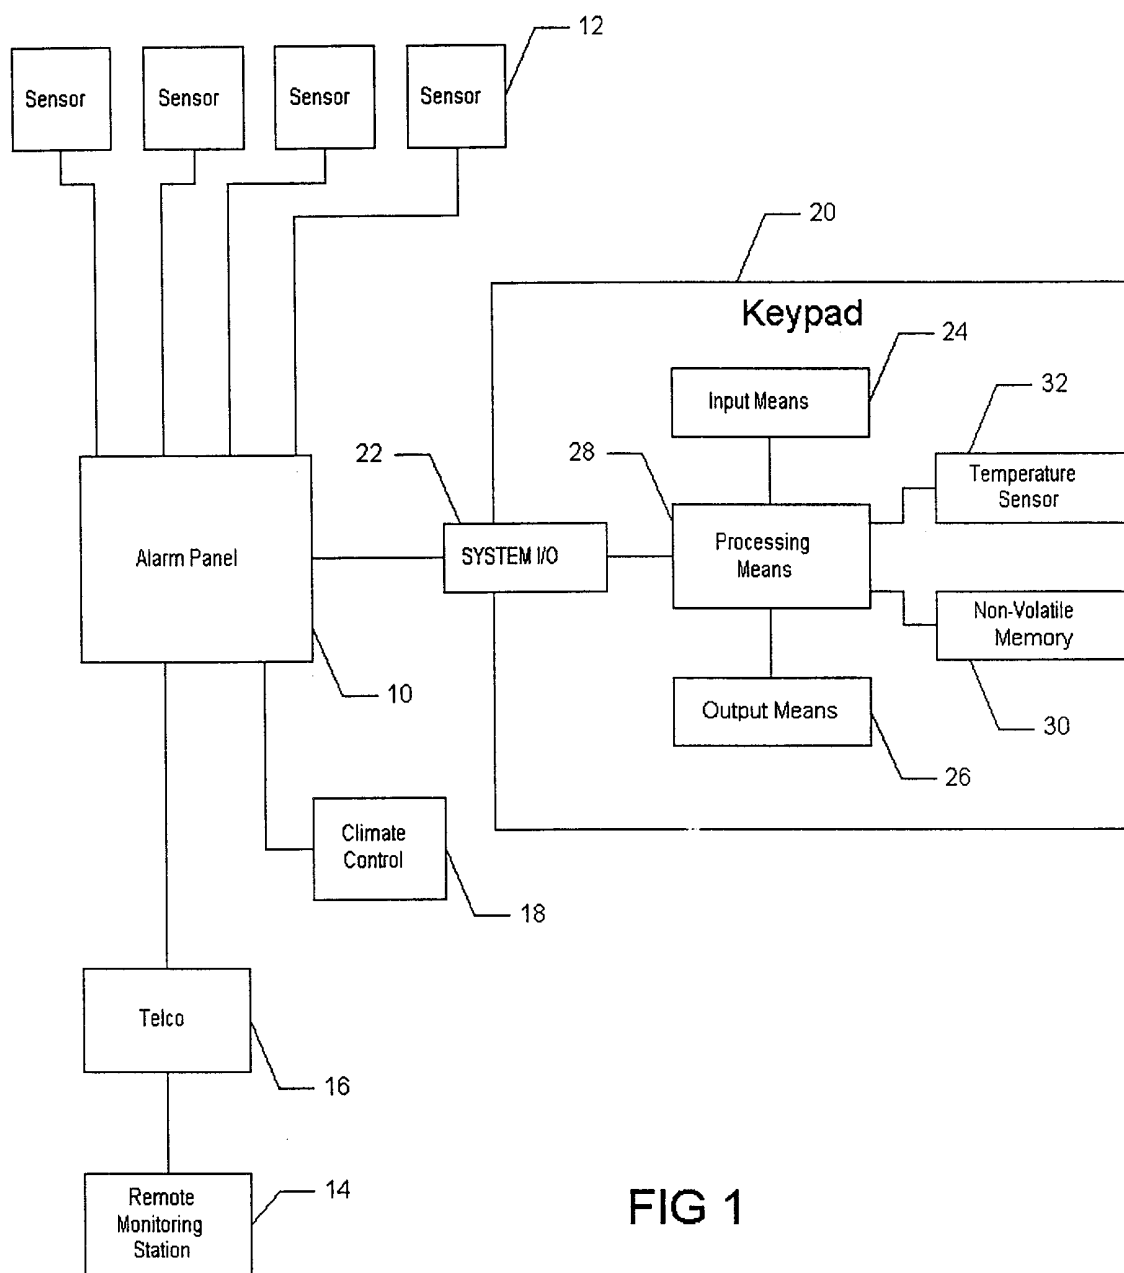 12
Sensor
Sensor
Sensor
Sensor
20
Keypad
24
Input Means
32
22
28
Temperature
Sensor
Alarm Panel
SYSTEM I/O
Processing
Means
Non-Volatile
Memory
10
Output Means
30
26
Climate
Control
18
Telco
16
Remote
Monitoring
Station
14
FIG 1